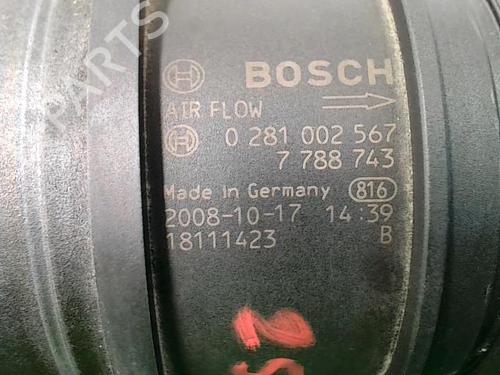 BOSCH
AIR FLOW
0 281 002 567
7 788 743
Made in Germany 816
2008-10-17 14:39
18111423 B
PARTS